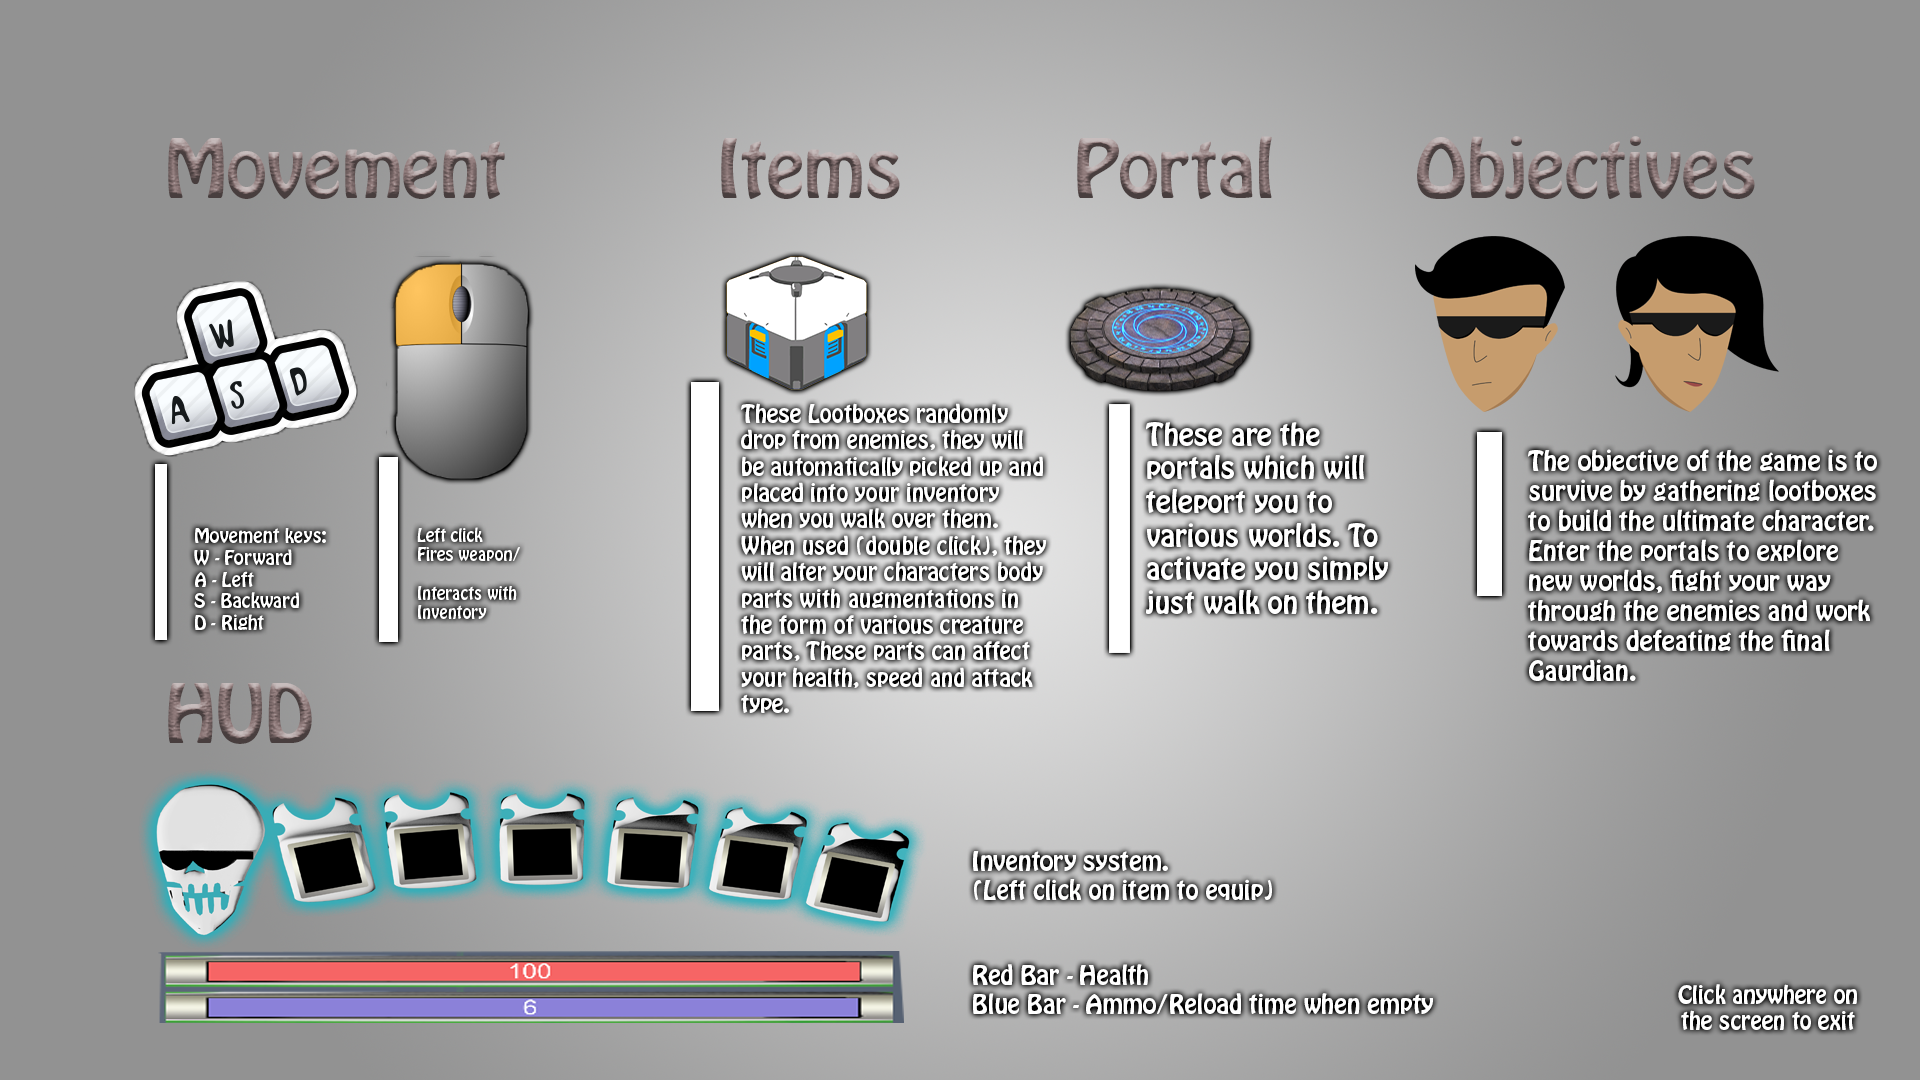 Movement
W
A S D
Movement keys:
W - Forward
A - Left
S - Backward
D - Right
Left click
Fires weapon/
Interacts with
Inventory
Items
These Lootboxes randomly
drop from enemies, they will
be automatically picked up and
placed into your inventory
when you walk over them.
When used (double click), they
will alter your characters body
parts with augmentations in
the form of various creature
parts, These parts can affect
your health, speed and attack
type.
Portal
These are the
portals which will
teleport you to
various worlds. To
activate you simply
just walk on them.
Objectives
The objective of the game is to
survive by gathering lootboxes
to build the ultimate character.
Enter the portals to explore
new worlds, fight your way
through the enemies and work
towards defeating the final
Gaurdian.
HUD
Inventory system.
(Left click on item to equip)
100
6
Red Bar - Health
Blue Bar - Ammo/Reload time when empty
Click anywhere on
the screen to exit